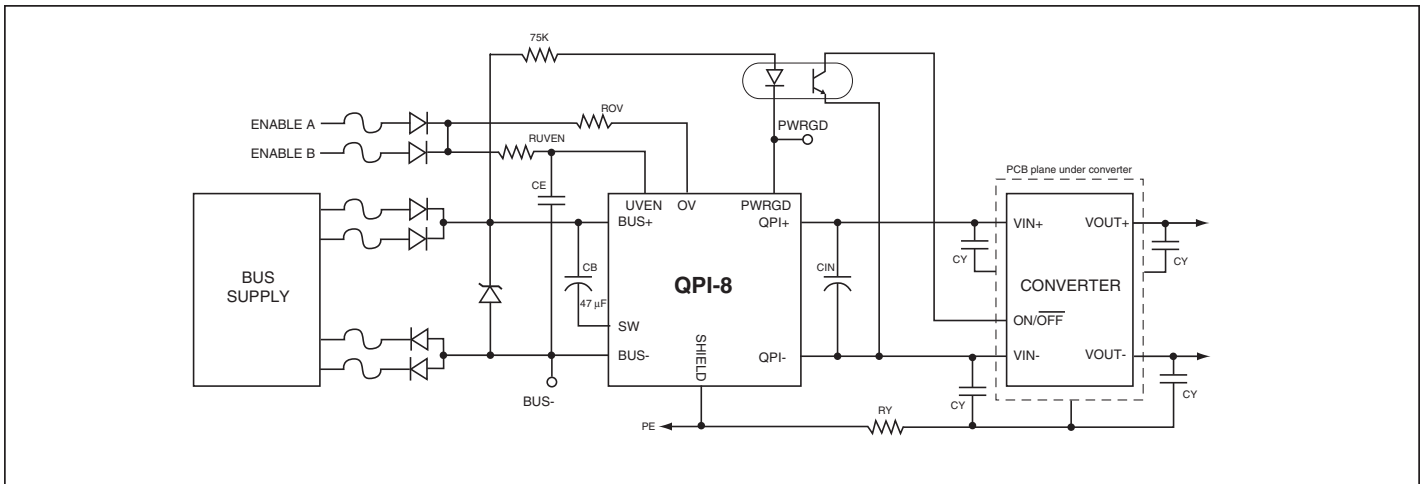 75K
ROV
PWRGD
ENABLE A
RUVEN
ENABLE B
PCB plane under converter
CE
UVEN
OV
PWRGD
BUS+
QPI+
VIN+
VOUT+
CY
CY
BUS
SUPPLY
CB
47 µF
QPI-8
CIN
CONVERTER
SW
ON/OFF
SHIELD
BUS-
QPI-
VIN-
VOUT-
CY
CY
BUS-
PE
RY